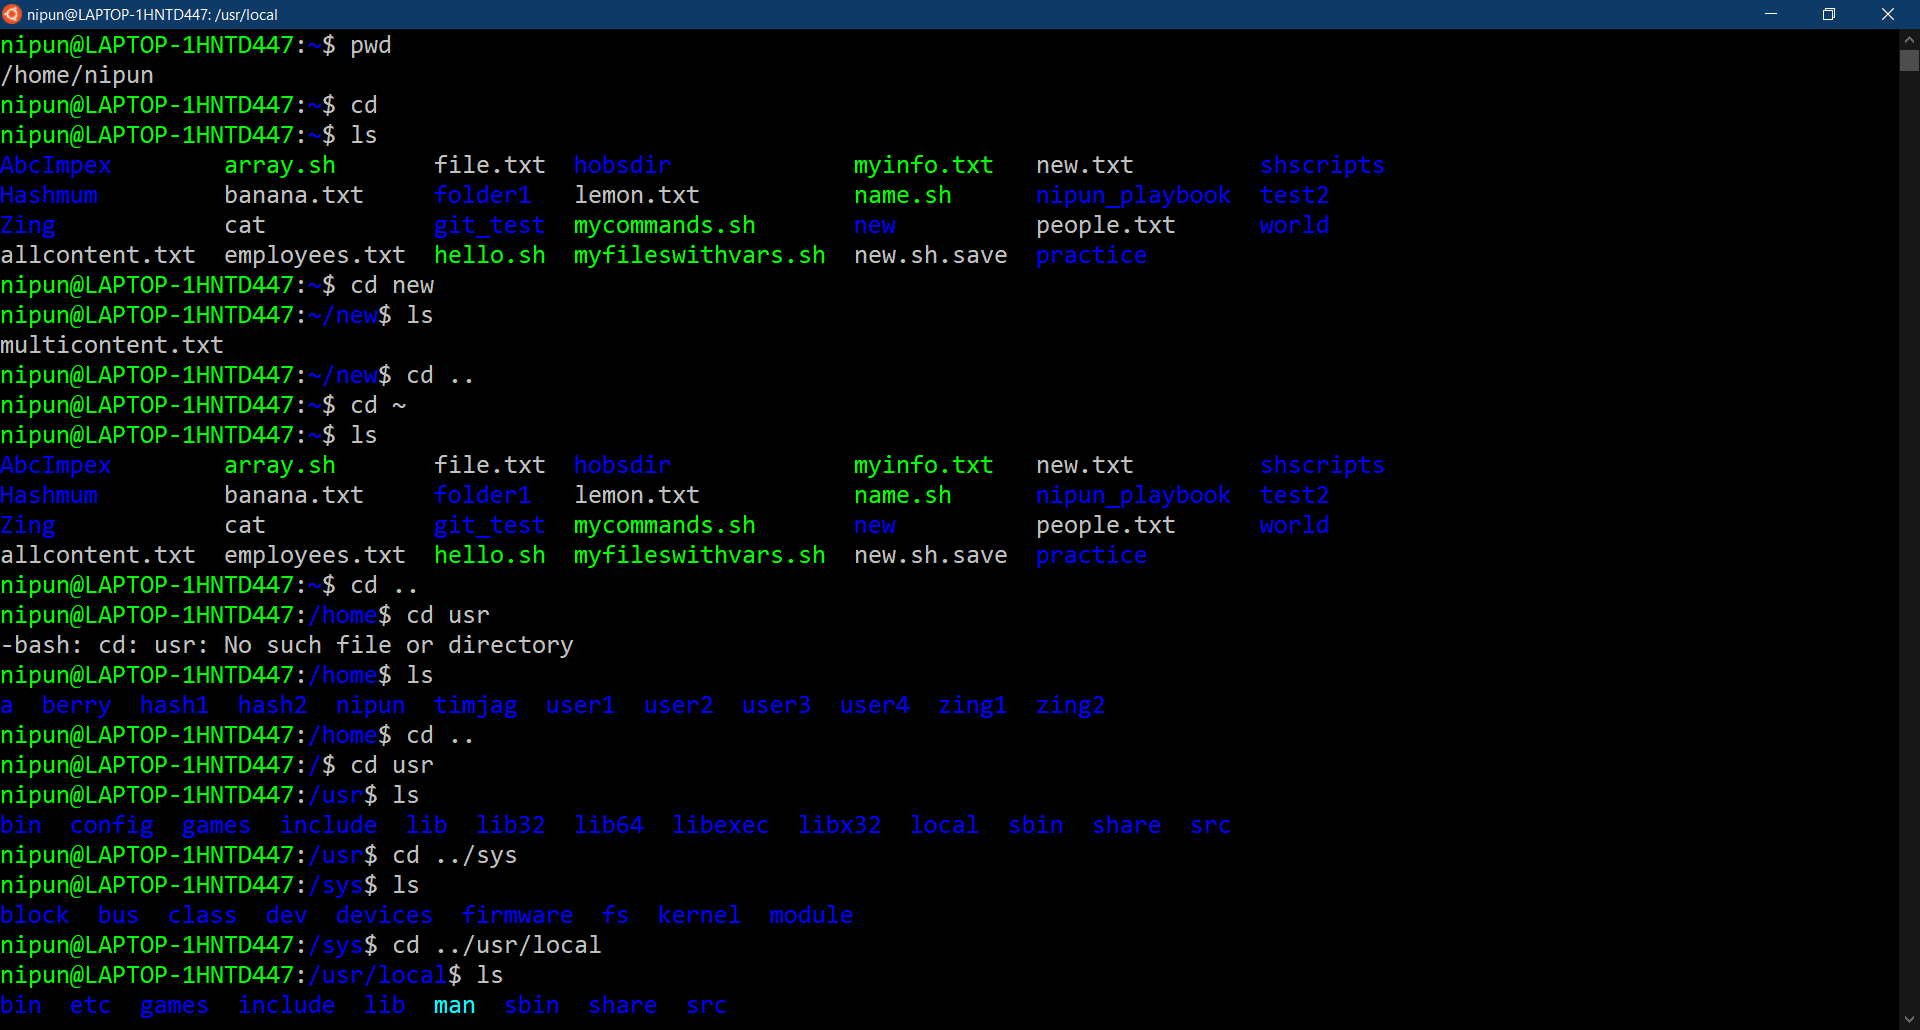 nipun@LAPTOP-1HNTD447: /usr/local
nipun@LAPTOP-1HNTD447:~$ pwd
/home/nipun
nipun@LAPTOP-1HNTD447:~$ cd
nipun@LAPTOP-1HNTD447:~$ ls
AbcImpex        array.sh       file.txt  hobsdir            myinfo.txt   new.txt         shscripts
Hashmum         banana.txt     folder1   lemon.txt          name.sh      nipun_playbook  test2
Zing            cat            git_test  mycommands.sh      new          people.txt      world
allcontent.txt  employees.txt  hello.sh  myfileswithvars.sh  new.sh.save  practice
nipun@LAPTOP-1HNTD447:~$ cd new
nipun@LAPTOP-1HNTD447:~/new$ ls
multicontent.txt
nipun@LAPTOP-1HNTD447:~/new$ cd ..
nipun@LAPTOP-1HNTD447:~$ cd ~
nipun@LAPTOP-1HNTD447:~$ ls
AbcImpex        array.sh       file.txt  hobsdir            myinfo.txt   new.txt         shscripts
Hashmum         banana.txt     folder1   lemon.txt          name.sh      nipun_playbook  test2
Zing            cat            git_test  mycommands.sh      new          people.txt      world
allcontent.txt  employees.txt  hello.sh  myfileswithvars.sh  new.sh.save  practice
nipun@LAPTOP-1HNTD447:~$ cd ..
nipun@LAPTOP-1HNTD447:/home$ cd usr
-bash: cd: usr: No such file or directory
nipun@LAPTOP-1HNTD447:/home$ ls
a  berry  hash1  hash2  nipun  timjag  user1  user2  user3  user4  zing1  zing2
nipun@LAPTOP-1HNTD447:/home$ cd ..
nipun@LAPTOP-1HNTD447:/$ cd usr
nipun@LAPTOP-1HNTD447:/usr$ ls
bin  config  games  include  lib  lib32  lib64  libexec  libx32  local  sbin  share  src
nipun@LAPTOP-1HNTD447:/usr$ cd ../sys
nipun@LAPTOP-1HNTD447:/sys$ ls
block  bus  class  dev  devices  firmware  fs  kernel  module
nipun@LAPTOP-1HNTD447:/sys$ cd ../usr/local
nipun@LAPTOP-1HNTD447:/usr/local$ ls
bin  etc  games  include  lib  man  sbin  share  src